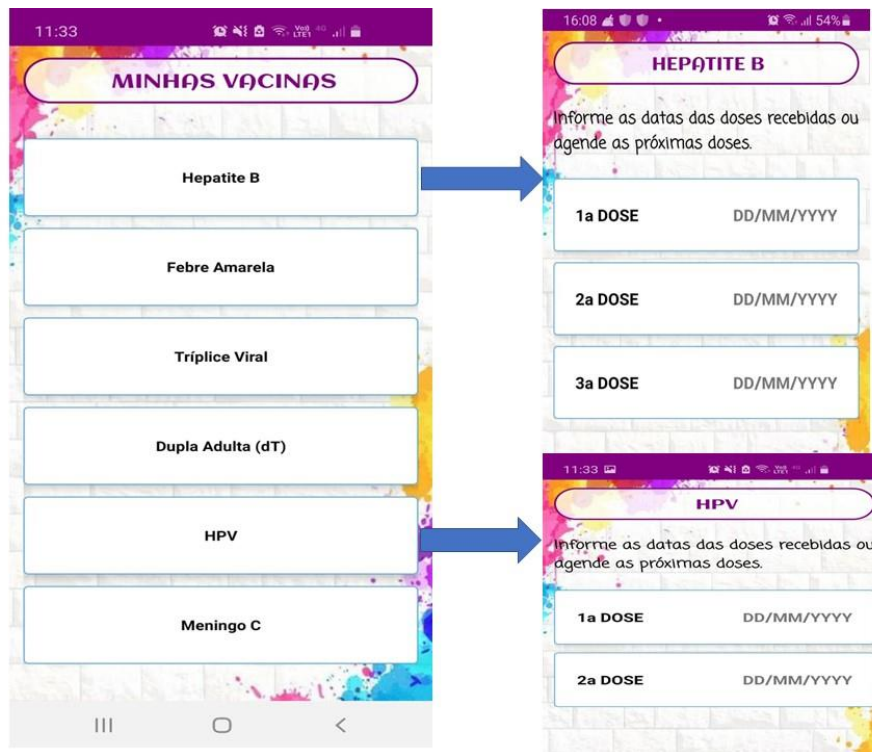 11:33
Vo)) 4G
LTE1
MINHAS VACINAS
Hepatite B
Febre Amarela
Tríplice Viral
Dupla Adulta (dT)
HPV
Meningo C
16:08
54%
HEPATITE B
Informe as datas das doses recebidas ou
agende as próximas doses.
1a DOSE DD/MM/YYYY
2a DOSE DD/MM/YYYY
3a DOSE DD/MM/YYYY
11:33
HPV
Informe as datas das doses recebidas ou
agende as próximas doses.
1a DOSE DD/MM/YYYY
2a DOSE DD/MM/YYYY